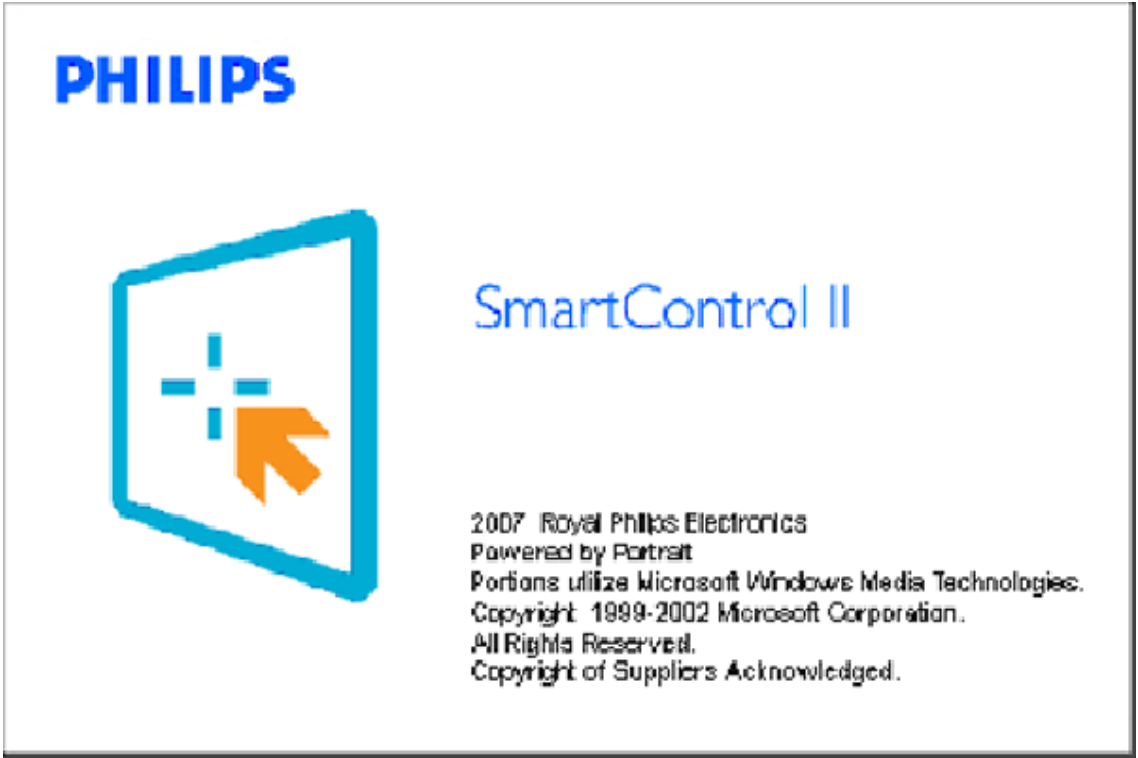 PHILIPS
SmartControl II
2007 Royal Philips Electronics
Powered by Portrait
Portions utilize Microsoft Windows Media Technologies.
Copyright 1999-2002 Microsoft Corporation.
All Rights Reserved.
Copyright of Suppliers Acknowledged.